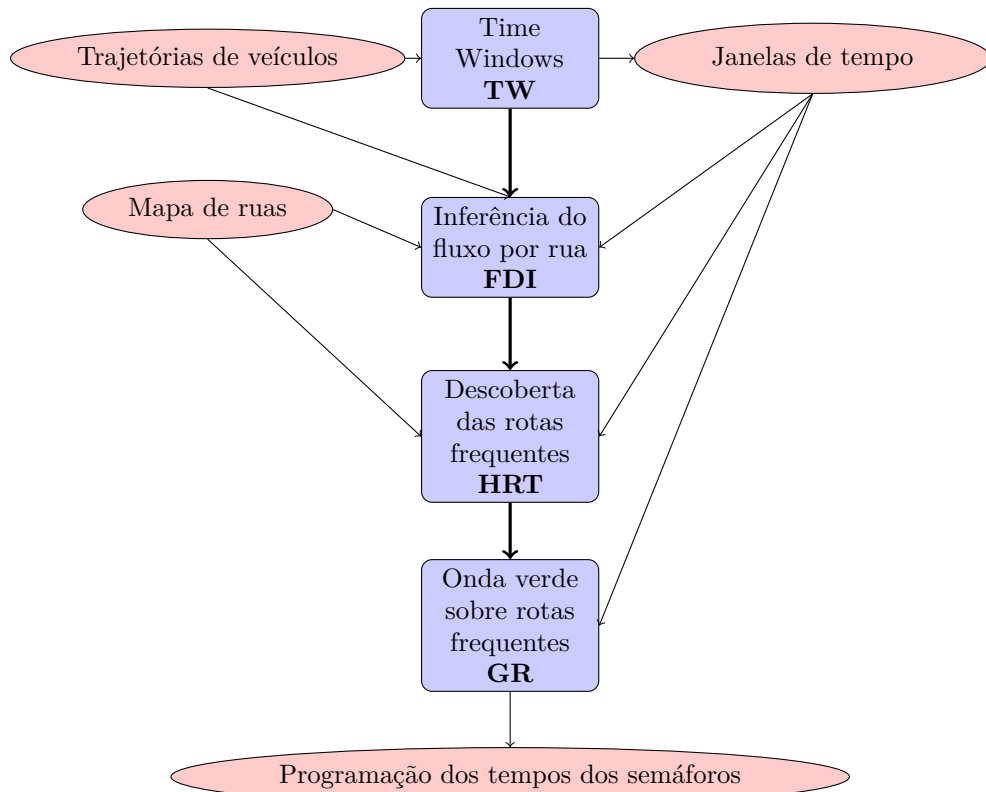 Trajetórias de veículos
Time
Windows
TW
Janelas de tempo
Mapa de ruas
Inferência do
fluxo por rua
FDI
Descoberta
das rotas
frequentes
HRT
Onda verde
sobre rotas
frequentes
GR
Programação dos tempos dos semáforos